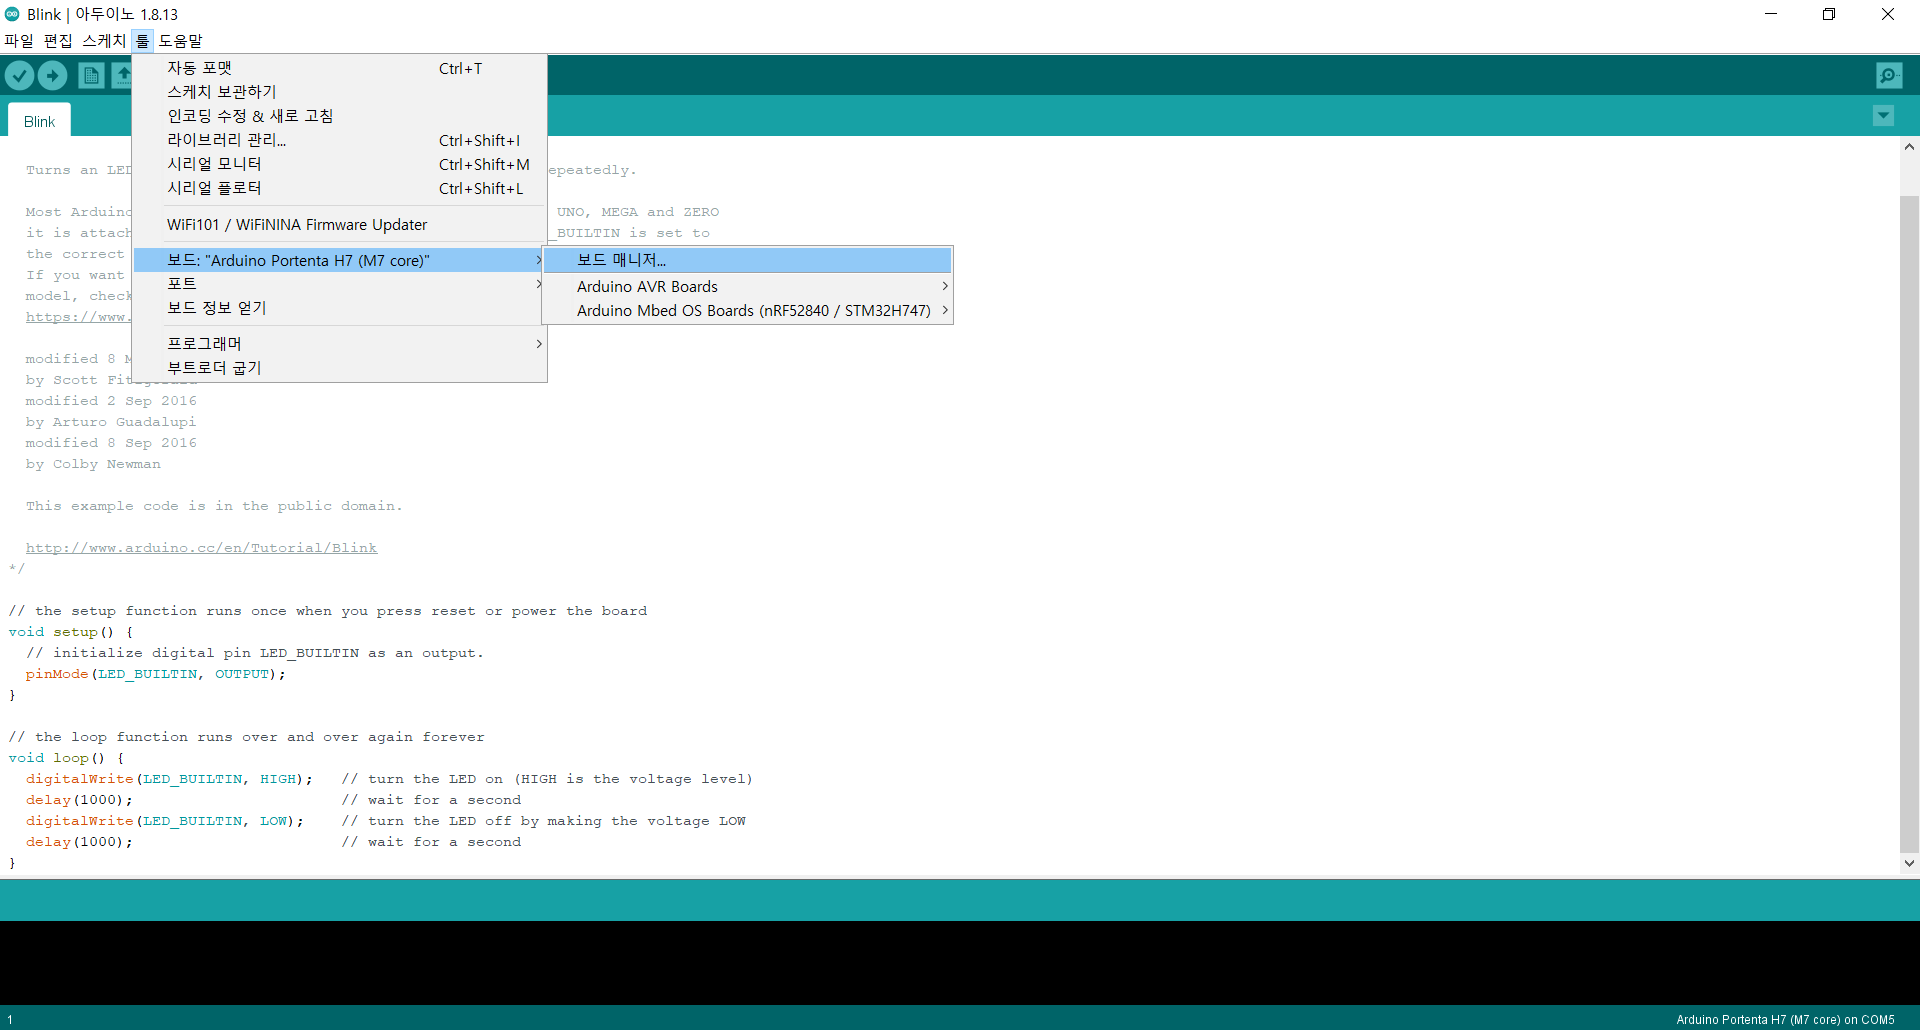 Blink | 아두이노 1.8.13
파일 편집 스케치 툴 도움말
자동 포맷 Ctrl+T
스케치 보관하기
인코딩 수정 & 새로 고침
라이브러리 관리... Ctrl+Shift+I
시리얼 모니터 Ctrl+Shift+M
시리얼 플로터 Ctrl+Shift+L
WiFi101 / WiFiNINA Firmware Updater
보드: "Arduino Portenta H7 (M7 core)"
포트
보드 정보 얻기
프로그래머
부트로더 굽기
보드 매니저...
Arduino AVR Boards
Arduino Mbed OS Boards (nRF52840 / STM32H747)
Blink
Turns an LED epeatedly.
Most Arduino UNO, MEGA and ZERO
it is attach _BUILTIN is set to
the correct
If you want
model, check
https://www.
modified 8 M
by Scott Fitzgerald
modified 2 Sep 2016
by Arturo Guadalupi
modified 8 Sep 2016
by Colby Newman
This example code is in the public domain.
http://www.arduino.cc/en/Tutorial/Blink
*/
// the setup function runs once when you press reset or power the board
void setup() {
// initialize digital pin LED_BUILTIN as an output.
pinMode(LED_BUILTIN, OUTPUT);
}
// the loop function runs over and over again forever
void loop() {
digitalWrite(LED_BUILTIN, HIGH); // turn the LED on (HIGH is the voltage level)
delay(1000); // wait for a second
digitalWrite(LED_BUILTIN, LOW); // turn the LED off by making the voltage LOW
delay(1000); // wait for a second
}
1 Arduino Portenta H7 (M7 core) on COM5